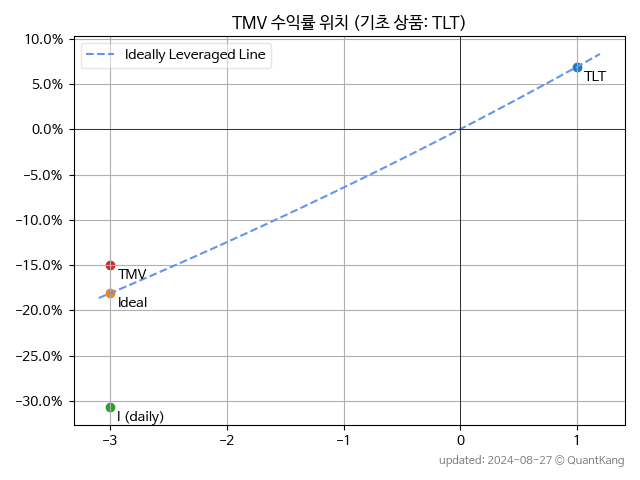 TMV 수익률 위치 (기초 상품: TLT)
10.0%
Ideally Leveraged Line
5.0%
TLT
0.0%
−5.0%
−10.0%
−15.0%
TMV
Ideal
−20.0%
−25.0%
−30.0%
I (daily)
−3 −2 −1 0 1
updated: 2024-08-27 © QuantKang